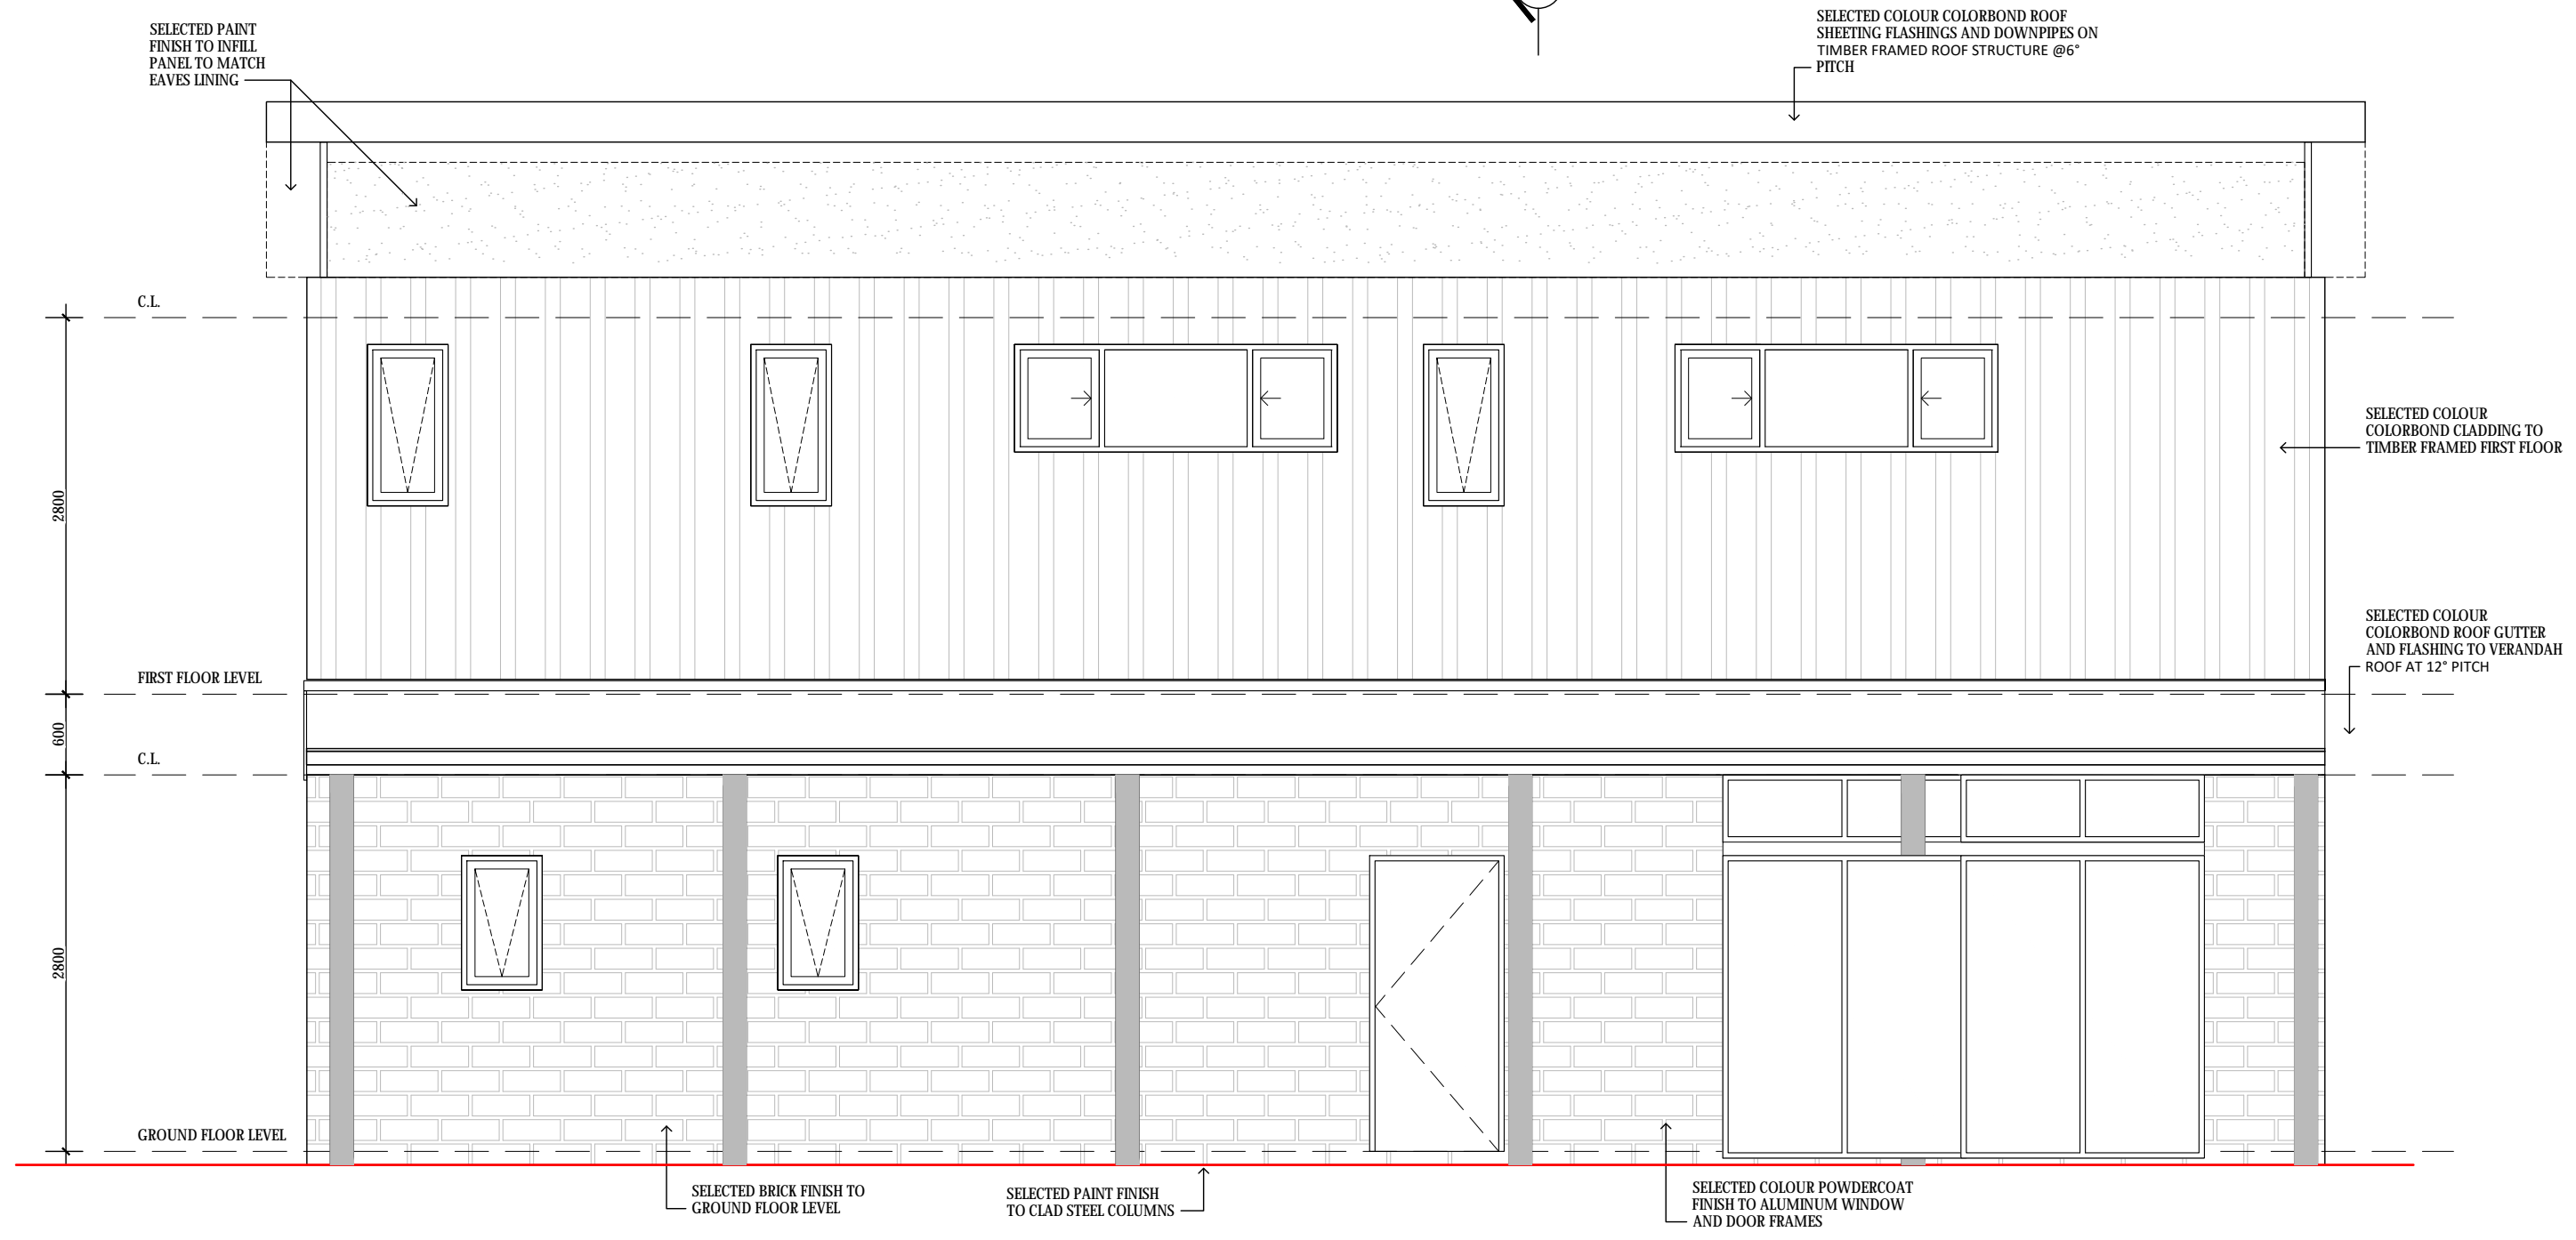 SELECTED PAINT
FINISH TO INFILL
PANEL TO MATCH
EAVES LINING
SELECTED COLOUR COLORBOND ROOF
SHEETING FLASHINGS AND DOWNPIPES ON
TIMBER FRAMED ROOF STRUCTURE @6°
PITCH
C.L.
2800
SELECTED COLOUR
COLORBOND CLADDING TO
TIMBER FRAMED FIRST FLOOR
FIRST FLOOR LEVEL
SELECTED COLOUR
COLORBOND ROOF GUTTER
AND FLASHING TO VERANDAH
ROOF AT 12° PITCH
600
C.L.
2800
GROUND FLOOR LEVEL
SELECTED BRICK FINISH TO
GROUND FLOOR LEVEL
SELECTED PAINT FINISH
TO CLAD STEEL COLUMNS
SELECTED COLOUR POWDERCOAT
FINISH TO ALUMINUM WINDOW
AND DOOR FRAMES